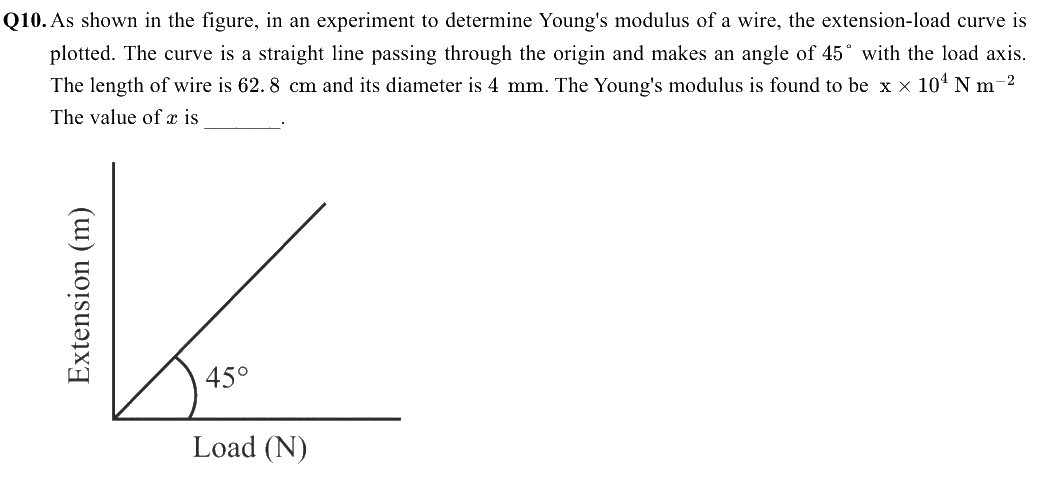 Q10. As shown in the figure, in an experiment to determine Young's modulus of a wire, the extension-load curve is
plotted. The curve is a straight line passing through the origin and makes an angle of 45° with the load axis.
The length of wire is 62.8 cm and its diameter is 4 mm. The Young's modulus is found to be x × 10⁴ N m⁻²
The value of x is ______.
Extension (m)
45°
Load (N)